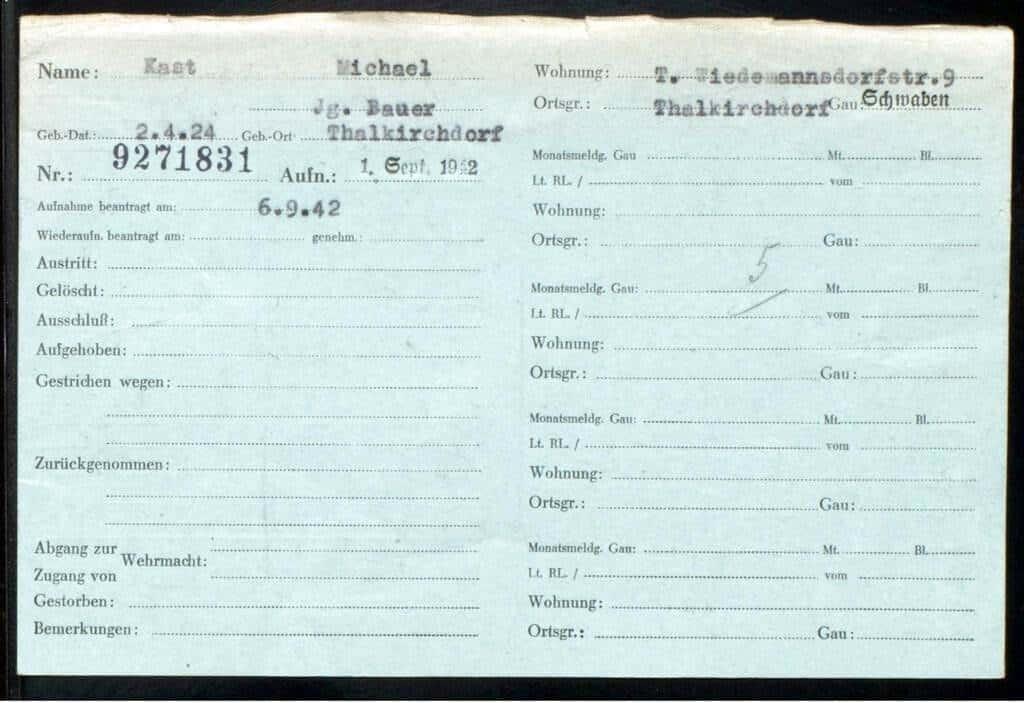 Name: Kast Michael
Jg. Bauer
Geb.-Dat.: 2.4.24 Geb.-Ort Thalkirchdorf
Nr.: 9271831 Aufn.: 1. Sept. 1942
Aufnahme beantragt am: 6.9.42
Wiederaufn. beantragt am: genehm.:
Austritt:
Gelöscht:
Ausschluß:
Aufgehoben:
Gestrichen wegen:
Zurückgenommen:
Abgang zur
Wehrmacht:
Zugang von
Gestorben:
Bemerkungen:
Wohnung: T. Wiedemannsdorfstr.9
Ortsgr.: Thalkirchdorf Gau Schwaben
Monatsmeldg. Gau Mt. Bl.
Lt. RL. / vom
Wohnung:
Ortsgr.: Gau:
5
Monatsmeldg. Gau: Mt. Bl.
Lt. RL. / vom
Wohnung:
Ortsgr.: Gau:
Monatsmeldg. Gau: Mt. Bl.
Lt. RL. / vom
Wohnung:
Ortsgr.: Gau:
Monatsmeldg. Gau: Mt. Bl.
Lt. RL. / vom
Wohnung:
Ortsgr.: Gau: